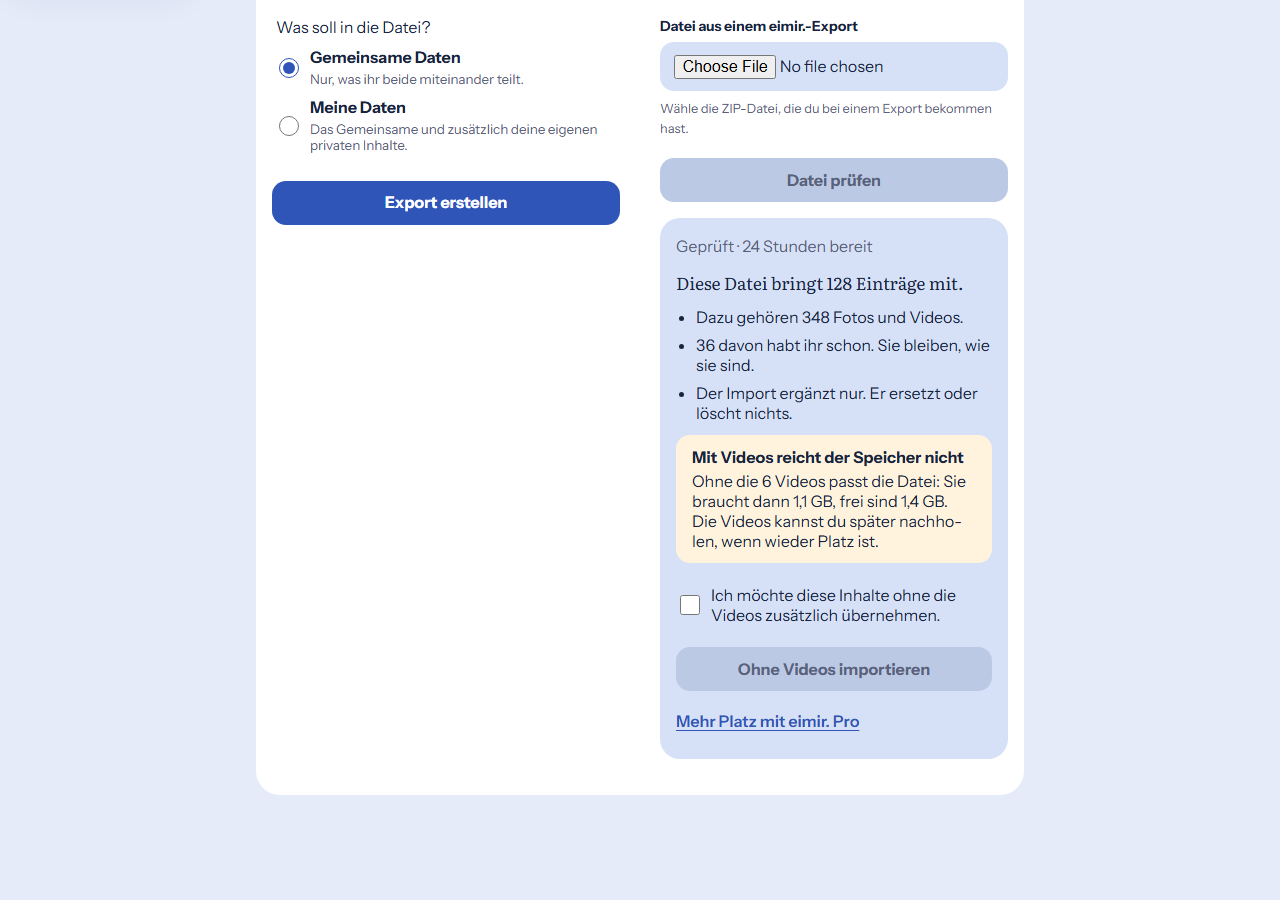 Was soll in die Datei?
Gemeinsame Daten
Nur, was ihr beide miteinander teilt.
Meine Daten
Das Gemeinsame und zusätzlich deine eigenen
privaten Inhalte.
Export erstellen
Datei aus einem eimir.-Export
Choose File No file chosen
Wähle die ZIP-Datei, die du bei einem Export bekommen
hast.
Datei prüfen
Geprüft · 24 Stunden bereit
Diese Datei bringt 128 Einträge mit.
• Dazu gehören 348 Fotos und Videos.
• 36 davon habt ihr schon. Sie bleiben, wie
sie sind.
• Der Import ergänzt nur. Er ersetzt oder
löscht nichts.
Mit Videos reicht der Speicher nicht
Ohne die 6 Videos passt die Datei: Sie
braucht dann 1,1 GB, frei sind 1,4 GB.
Die Videos kannst du später nachho-
len, wenn wieder Platz ist.
Ich möchte diese Inhalte ohne die
Videos zusätzlich übernehmen.
Ohne Videos importieren
Mehr Platz mit eimir. Pro